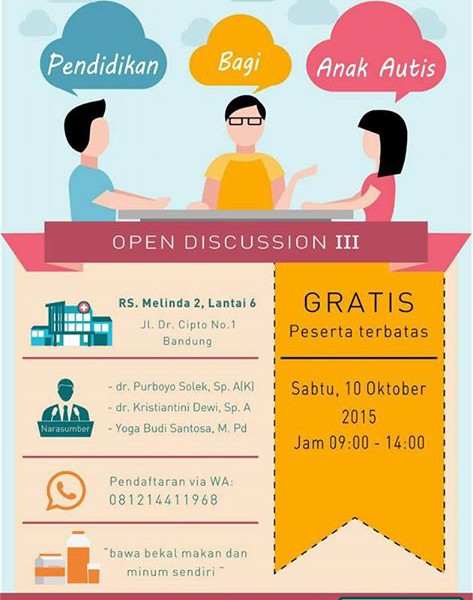 Pendidikan
Bagi
Anak Autis
OPEN DISCUSSION III
RS. Melinda 2, Lantai 6
Jl. Dr. Cipto No.1
Bandung
Narasumber
- dr. Purboyo Solek, Sp. A(K)
- dr. Kristiantini Dewi, Sp. A
- Yoga Budi Santosa, M. Pd
Pendaftaran via WA:
081214411968
"bawa bekal makan dan
minum sendiri "
GRATIS
Peserta terbatas
Sabtu, 10 Oktober
2015
Jam 09:00 - 14:00